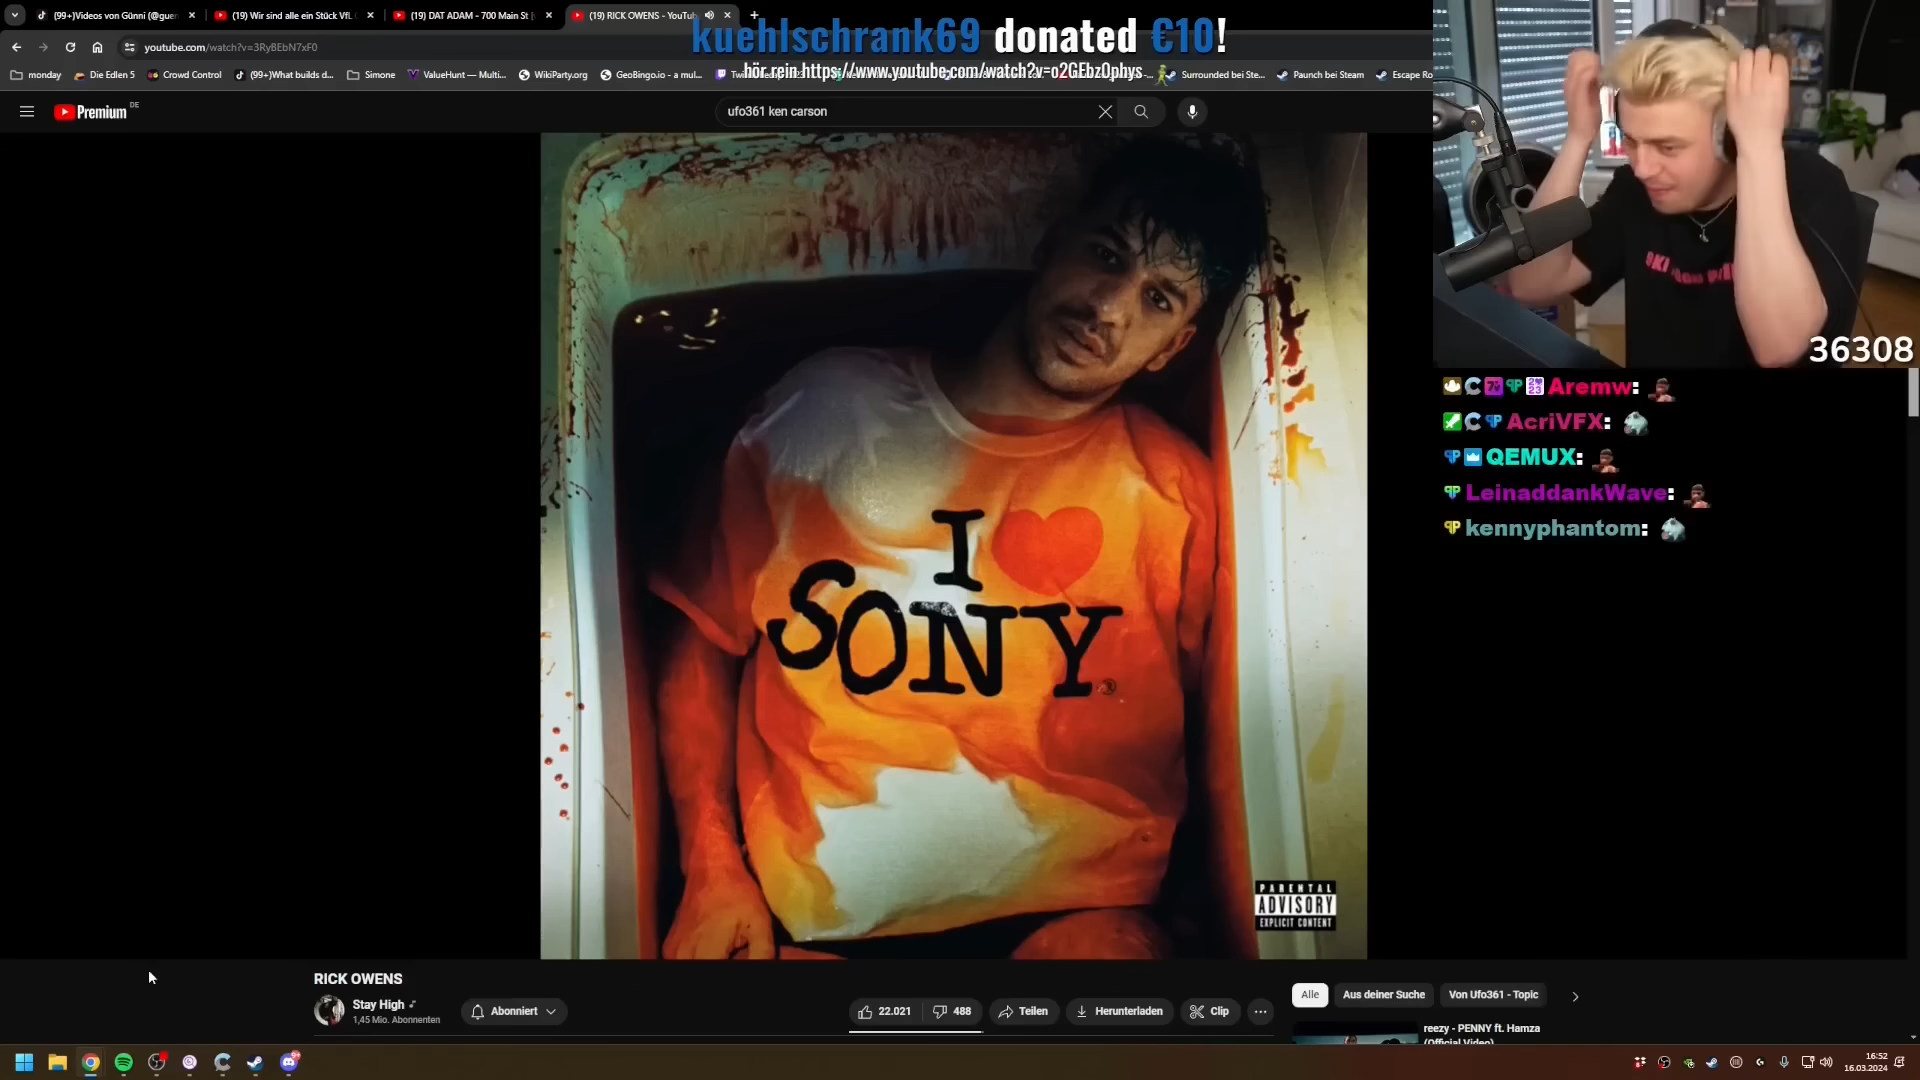 (99+)Videos von Günni (@guer
(19) Wir sind alle ein Stück VfL
(19) DAT ADAM - 700 Main St
(19) RICK OWENS - YouTub
kuehlschrank69 donated €10!
hör rein https://www.youtube.com/watch?v=o2GEbzOphys
youtube.com/watch?v=3RyBEbN7xF0
monday
Die Edlen 5
Crowd Control
(99+)What builds d...
Simone
ValueHunt — Multi...
WikiParty.org
GeoBingo.io - a mul...
Surrounded bei Ste...
Paunch bei Steam
Escape Ro
Premium DE
ufo361 ken carson
I
SONY
PARENTAL
ADVISORY
EXPLICIT CONTENT
36308
Aremw:
AcriVFX:
QEMUX:
LeinaddankWave:
kennyphantom:
RICK OWENS
Stay High
1,45 Mio. Abonnenten
Abonniert
22.021
488
Teilen
Herunterladen
Clip
Alle
Aus deiner Suche
Von Ufo361 - Topic
reezy - PENNY ft. Hamza
(Official Video)
16:52
16.03.2024